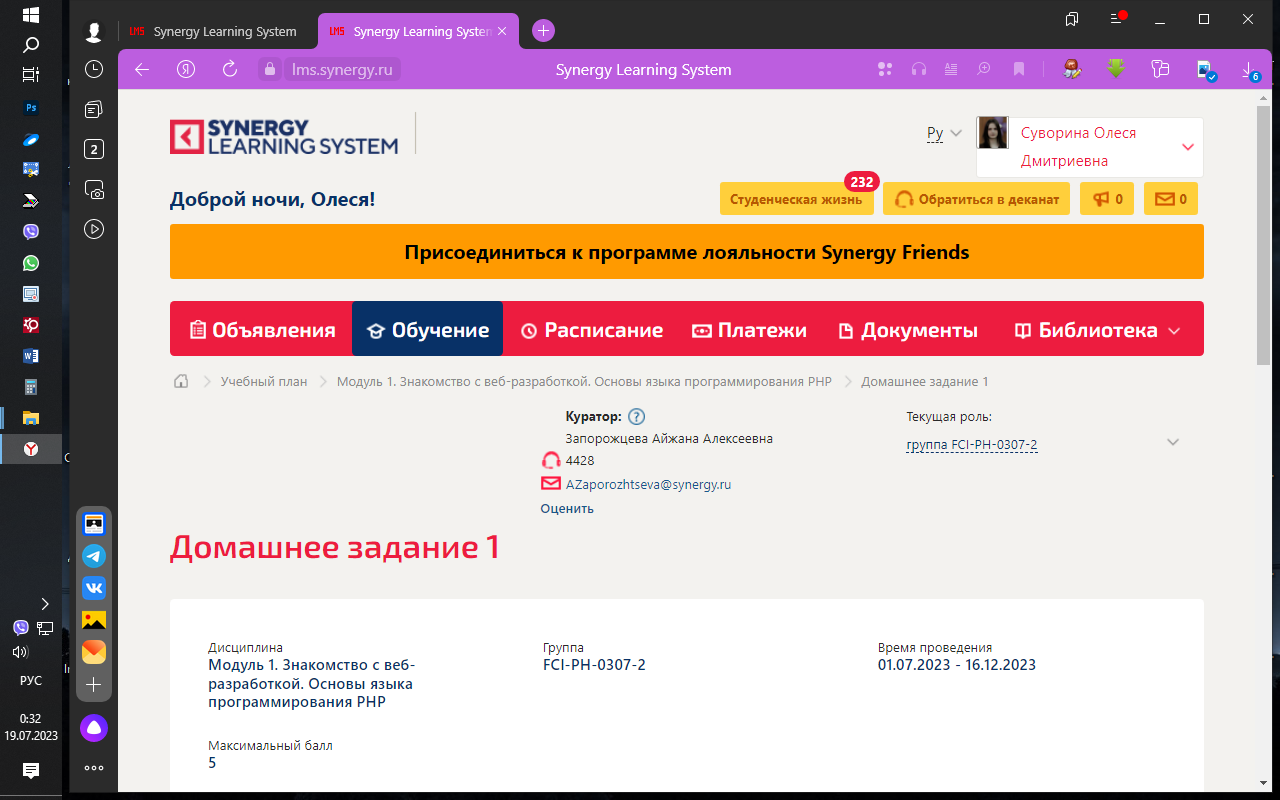 LMS Synergy Learning System
LMS Synergy Learning System
lms.synergy.ru
Synergy Learning System
6
2
SYNERGY
LEARNING SYSTEM
Ру
Суворина Олеся
Дмитриевна
Доброй ночи, Олеся!
232
Студенческая жизнь
Обратиться в деканат
0
0
Присоединиться к программе лояльности Synergy Friends
Объявления
Обучение
Расписание
Платежи
Документы
Библиотека
Учебный план
Модуль 1. Знакомство с веб-разработкой. Основы языка программирования PHP
Домашнее задание 1
Куратор: ?
Запорожцева Айжана Алексеевна
4428
AZaporozhtseva@synergy.ru
Оценить
Текущая роль:
группа FCI-PH-0307-2
Домашнее задание 1
Дисциплина
Модуль 1. Знакомство с веб-
разработкой. Основы языка
программирования PHP
Группа
FCI-PH-0307-2
Время проведения
01.07.2023 - 16.12.2023
Максимальный балл
5
Ps
РУС
0:32
19.07.2023